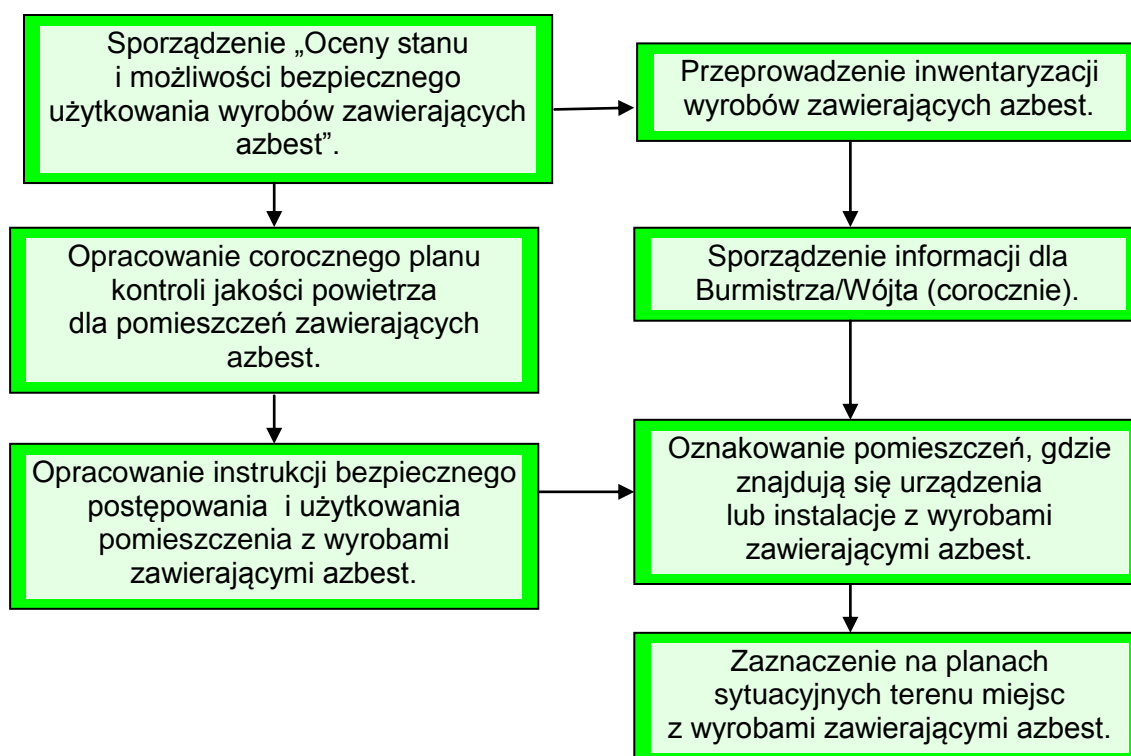 Sporządzenie „Oceny stanu
i możliwości bezpiecznego
użytkowania wyrobów zawierających
azbest”.
Przeprowadzenie inwentaryzacji
wyrobów zawierających azbest.
Opracowanie corocznego planu
kontroli jakości powietrza
dla pomieszczeń zawierających
azbest.
Sporządzenie informacji dla
Burmistrza/Wójta (corocznie).
Opracowanie instrukcji bezpiecznego
postępowania i użytkowania
pomieszczenia z wyrobami
zawierającymi azbest.
Oznakowanie pomieszczeń, gdzie
znajdują się urządzenia
lub instalacje z wyrobami
zawierającymi azbest.
Zaznaczenie na planach
sytuacyjnych terenu miejsc
z wyrobami zawierającymi azbest.